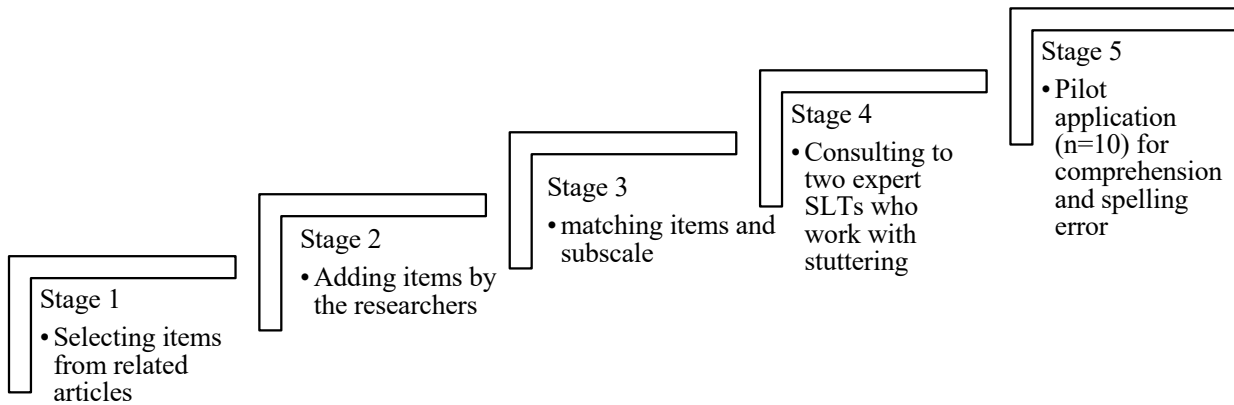 Stage 1
• Selecting items
from related
articles
Stage 2
• Adding items by
the researchers
Stage 3
• matching items and
subscale
Stage 4
• Consulting to
two expert
SLTs who
work with
stuttering
Stage 5
• Pilot
application
(n=10) for
comprehension
and spelling
error